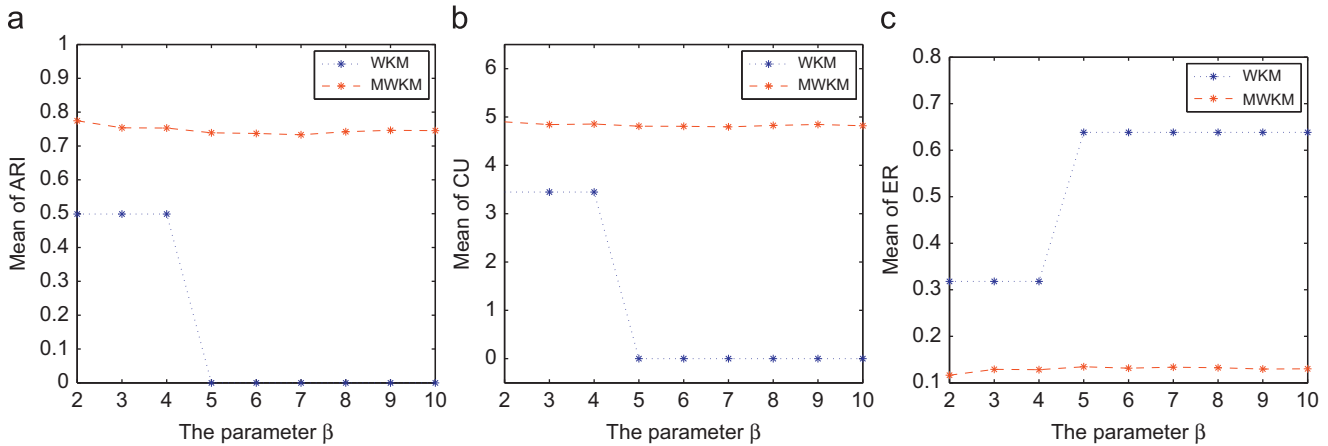 a
1
0.9
0.8
0.7
0.6
0.5
0.4
0.3
0.2
0.1
0
Mean of ARI
WKM
MWKM
2 3 4 5 6 7 8 9 10
The parameter β
b
6
5
4
3
2
1
0
Mean of CU
WKM
MWKM
2 3 4 5 6 7 8 9 10
The parameter β
c
0.8
0.7
0.6
0.5
0.4
0.3
0.2
0.1
Mean of ER
WKM
MWKM
2 3 4 5 6 7 8 9 10
The parameter β